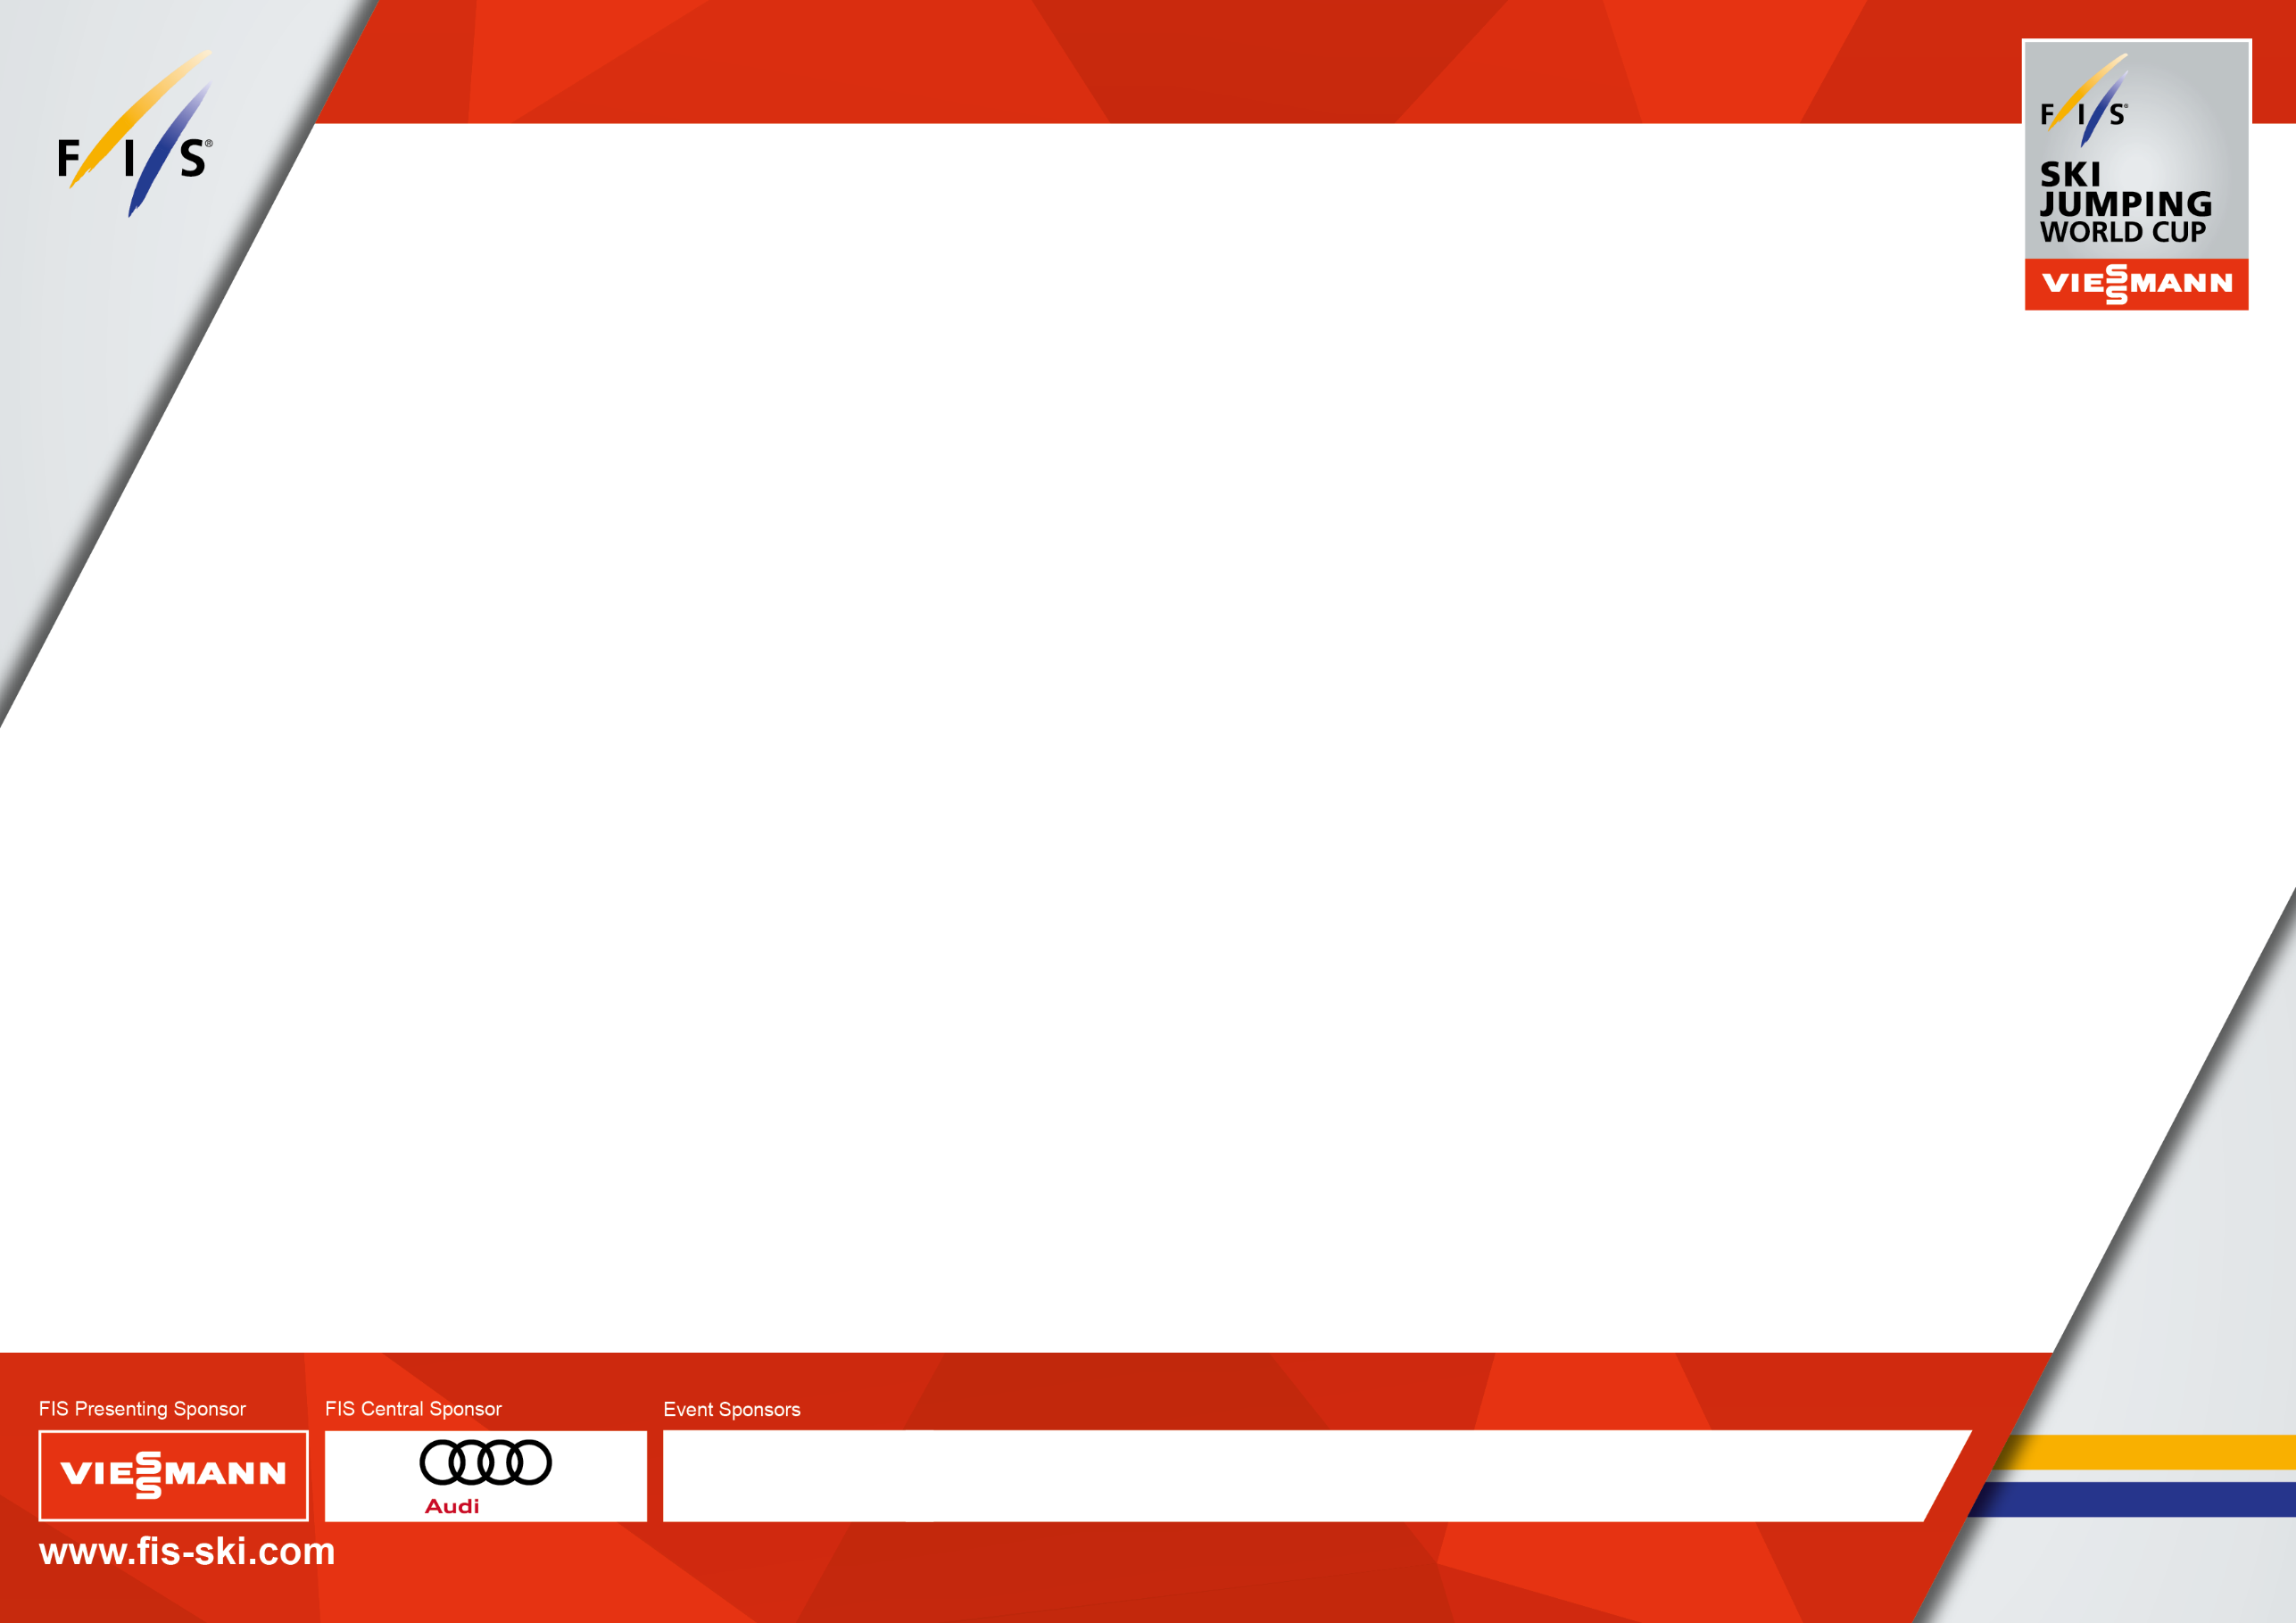 FIS®
FIS®
SKI
JUMPING
WORLD CUP
VIESSMANN
FIS Presenting Sponsor
FIS Central Sponsor
Event Sponsors
VIESSMANN
Audi
www.fis-ski.com